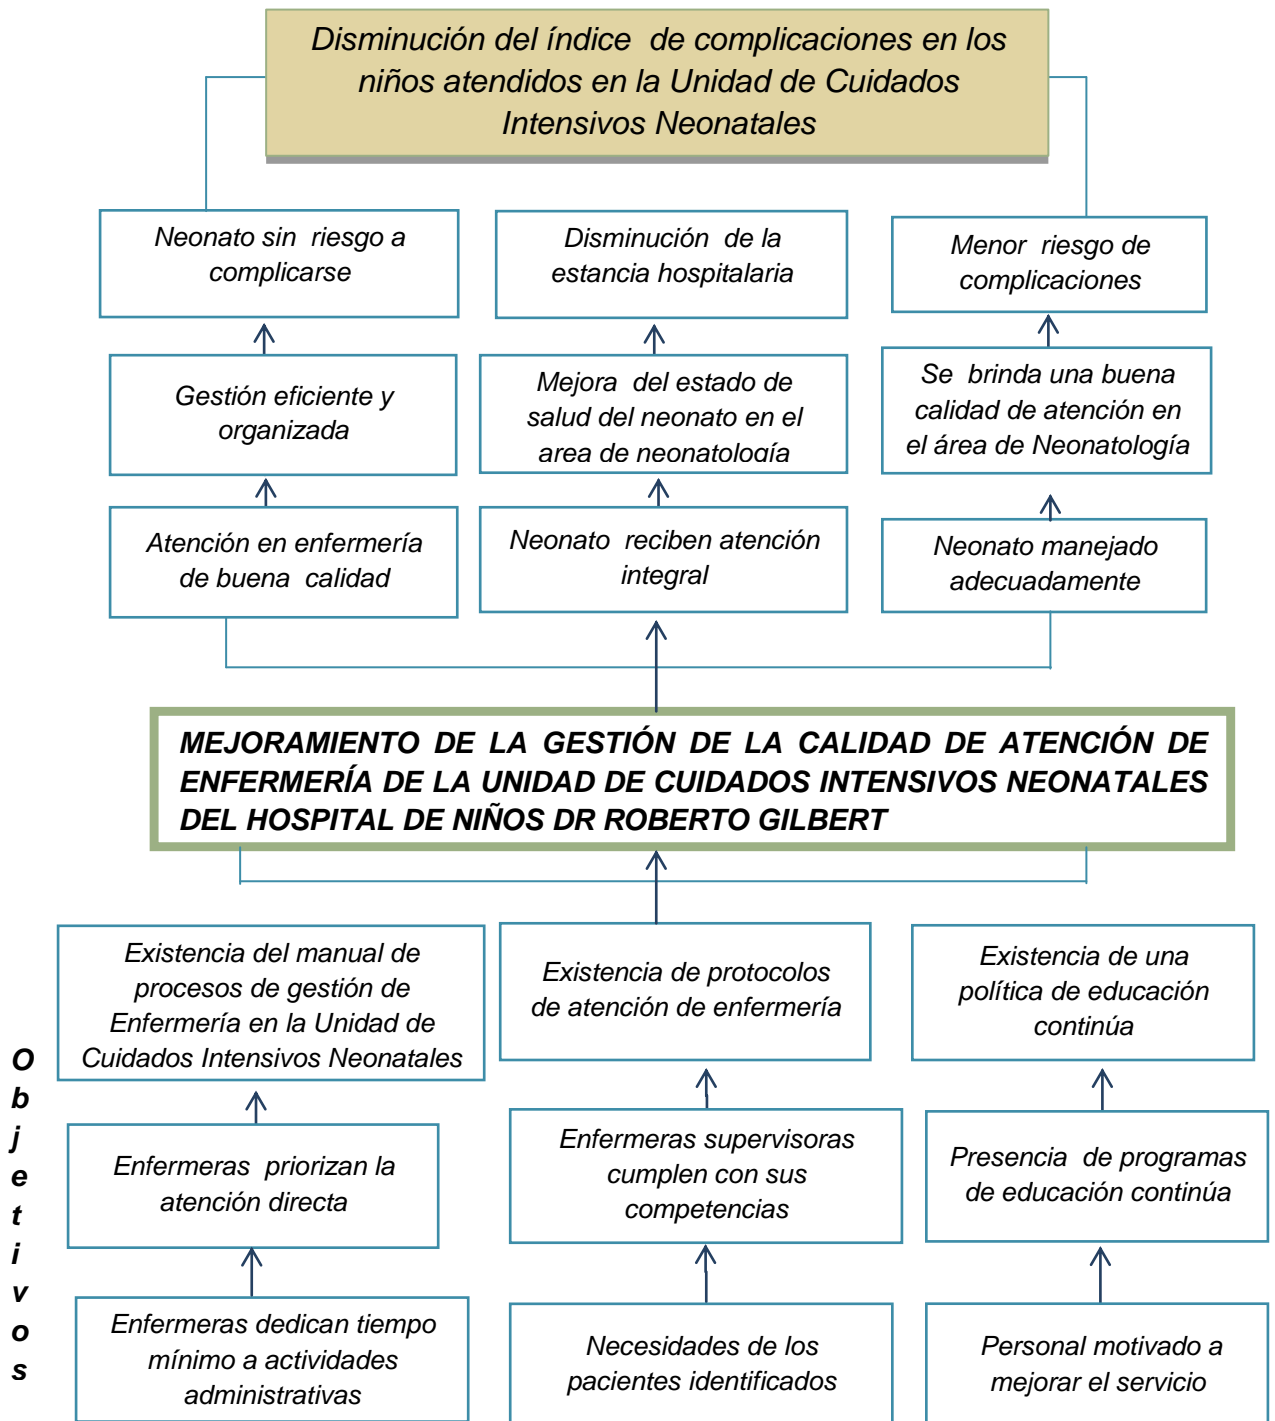 Disminución del índice de complicaciones en los
niños atendidos en la Unidad de Cuidados
Intensivos Neonatales
Neonato sin riesgo a
complicarse
Disminución de la
estancia hospitalaria
Menor riesgo de
complicaciones
Gestión eficiente y
organizada
Mejora del estado de
salud del neonato en el
area de neonatología
Se brinda una buena
calidad de atención en
el área de Neonatología
Atención en enfermería
de buena calidad
Neonato reciben atención
integral
Neonato manejado
adecuadamente
MEJORAMIENTO DE LA GESTIÓN DE LA CALIDAD DE ATENCIÓN DE
ENFERMERÍA DE LA UNIDAD DE CUIDADOS INTENSIVOS NEONATALES
DEL HOSPITAL DE NIÑOS DR ROBERTO GILBERT
Existencia del manual de
procesos de gestión de
Enfermería en la Unidad de
Cuidados Intensivos Neonatales
Existencia de protocolos
de atención de enfermería
Existencia de una
política de educación
continúa
Enfermeras priorizan la
atención directa
Enfermeras supervisoras
cumplen con sus
competencias
Presencia de programas
de educación continúa
Enfermeras dedican tiempo
mínimo a actividades
administrativas
Necesidades de los
pacientes identificados
Personal motivado a
mejorar el servicio
Objetivos